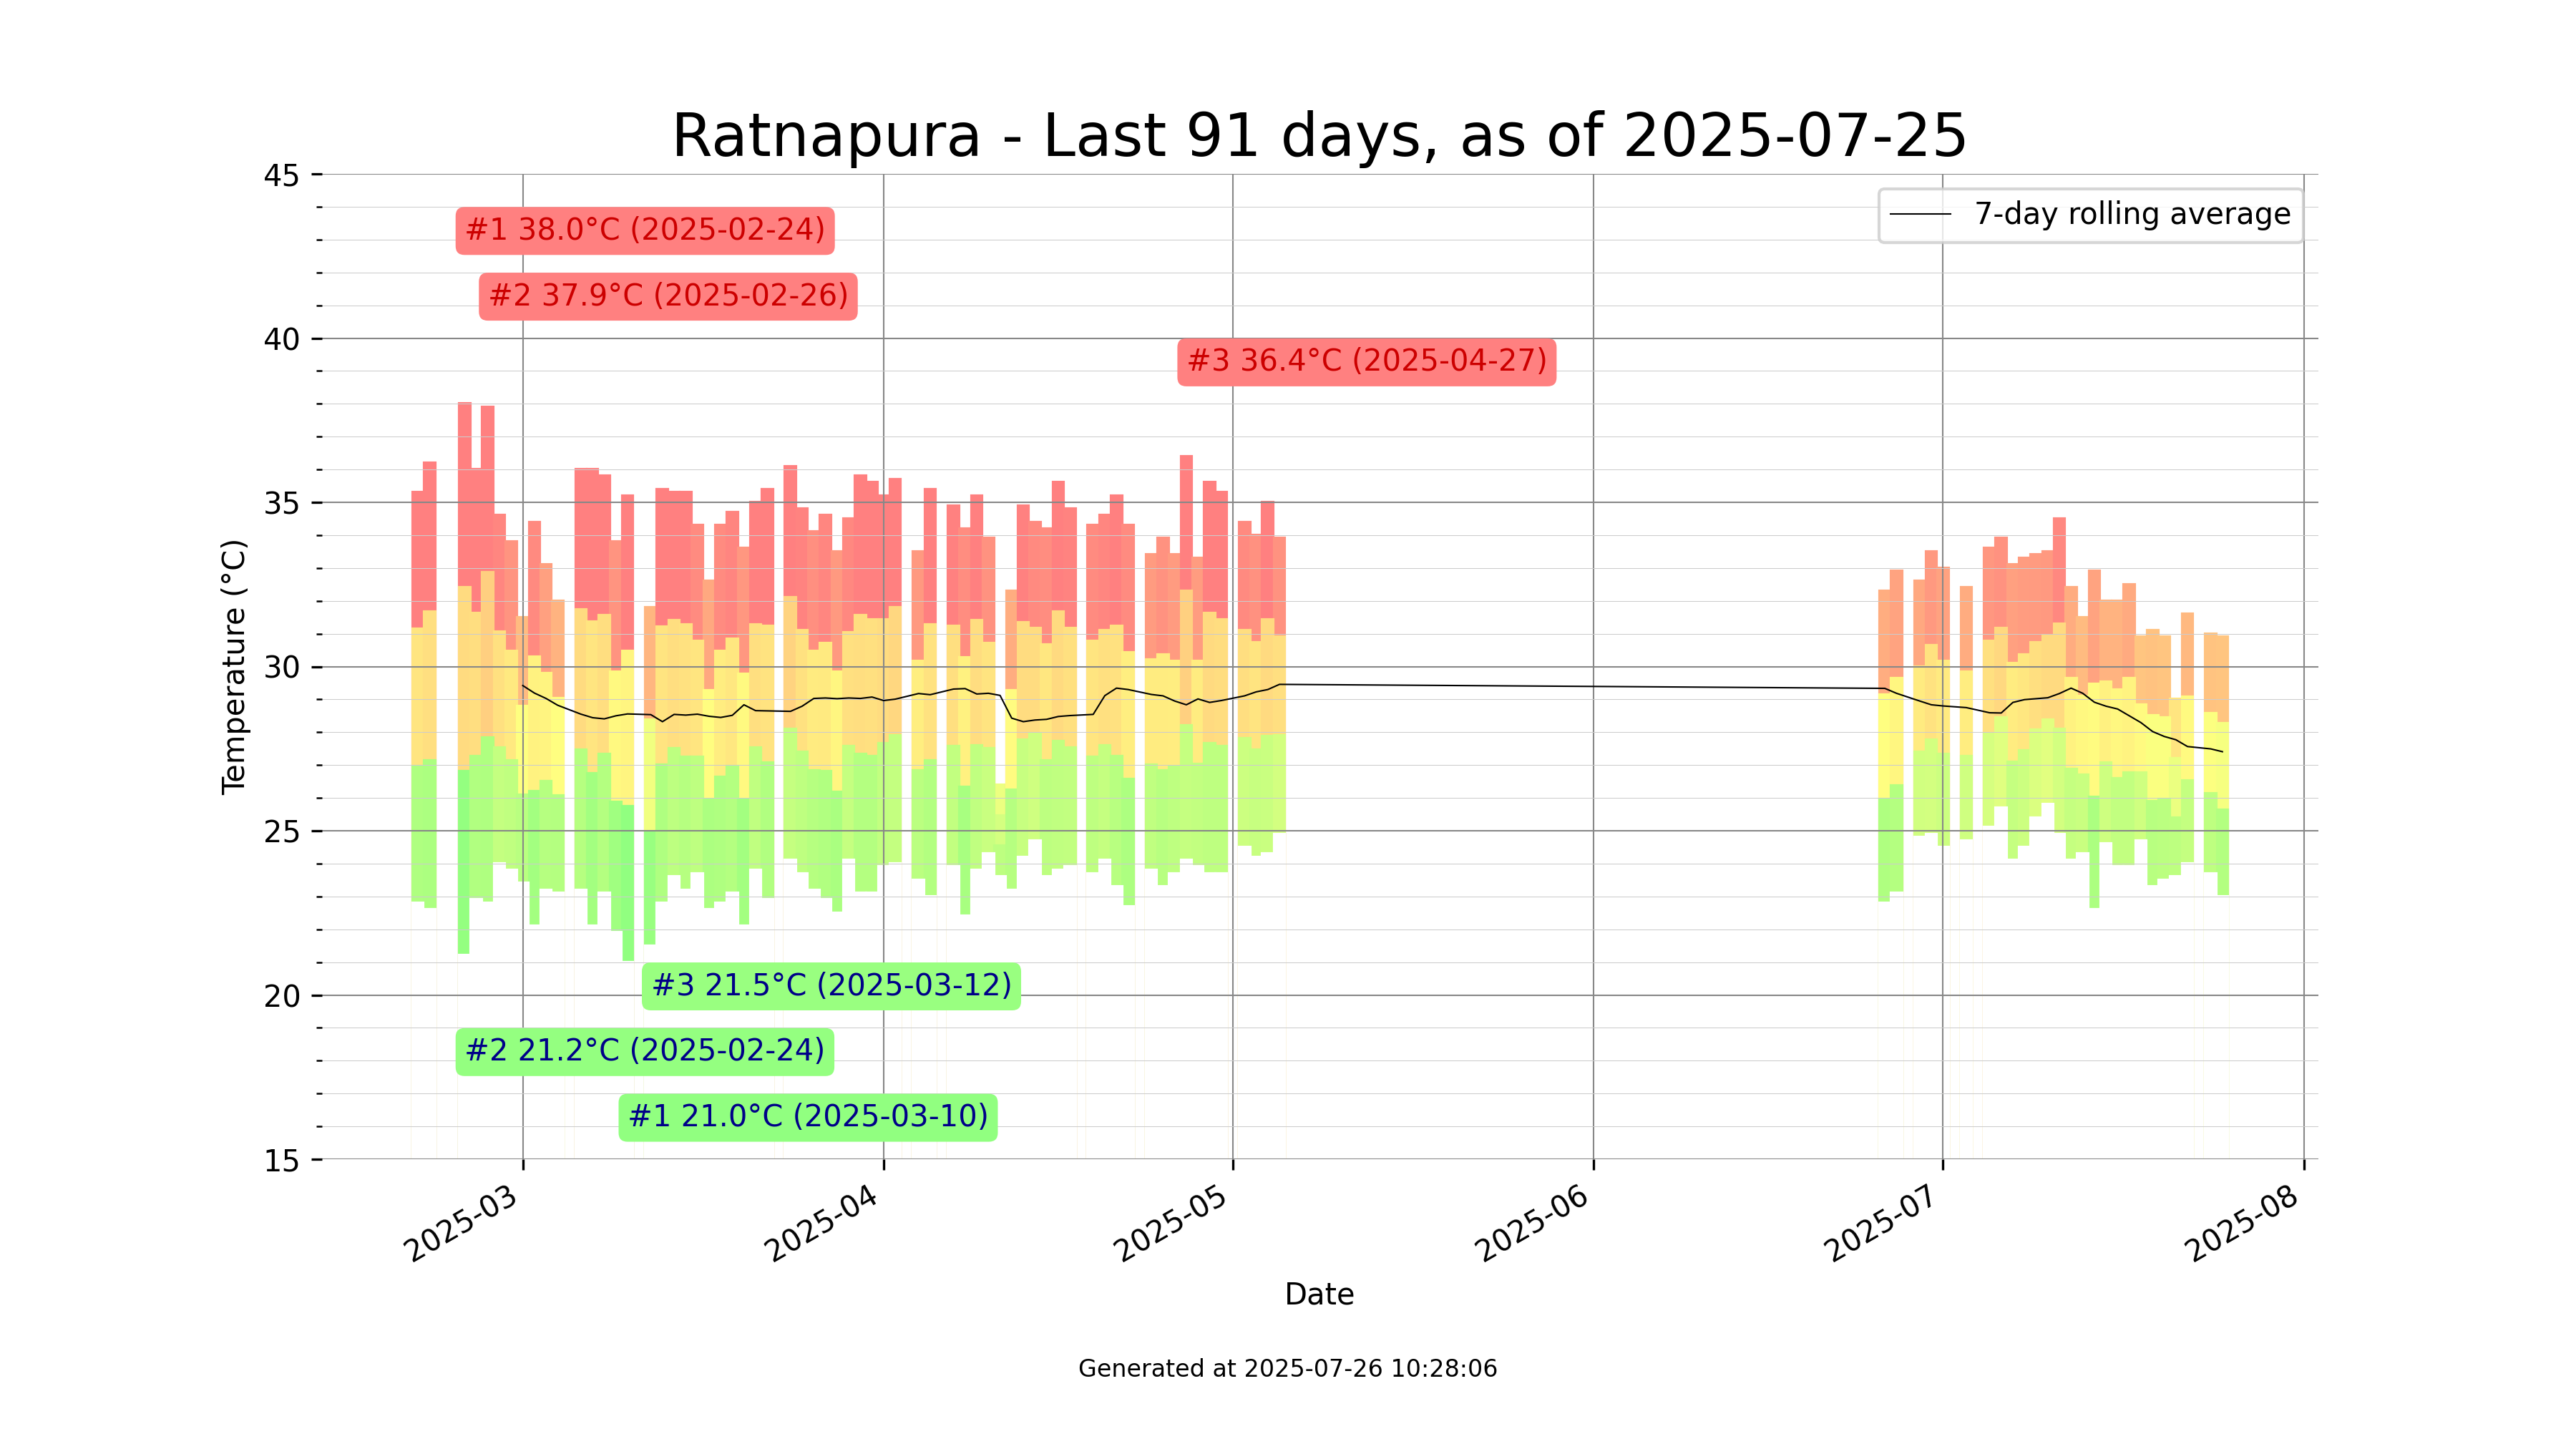 Ratnapura - Last 91 days, as of 2025-07-25
45
7-day rolling average
#1 38.0°C (2025-02-24)
#2 37.9°C (2025-02-26)
40
#3 36.4°C (2025-04-27)
35
30
Temperature (°C)
25
#3 21.5°C (2025-03-12)
20
#2 21.2°C (2025-02-24)
#1 21.0°C (2025-03-10)
15
2025-03
2025-04
2025-05
2025-06
2025-07
2025-08
Date
Generated at 2025-07-26 10:28:06